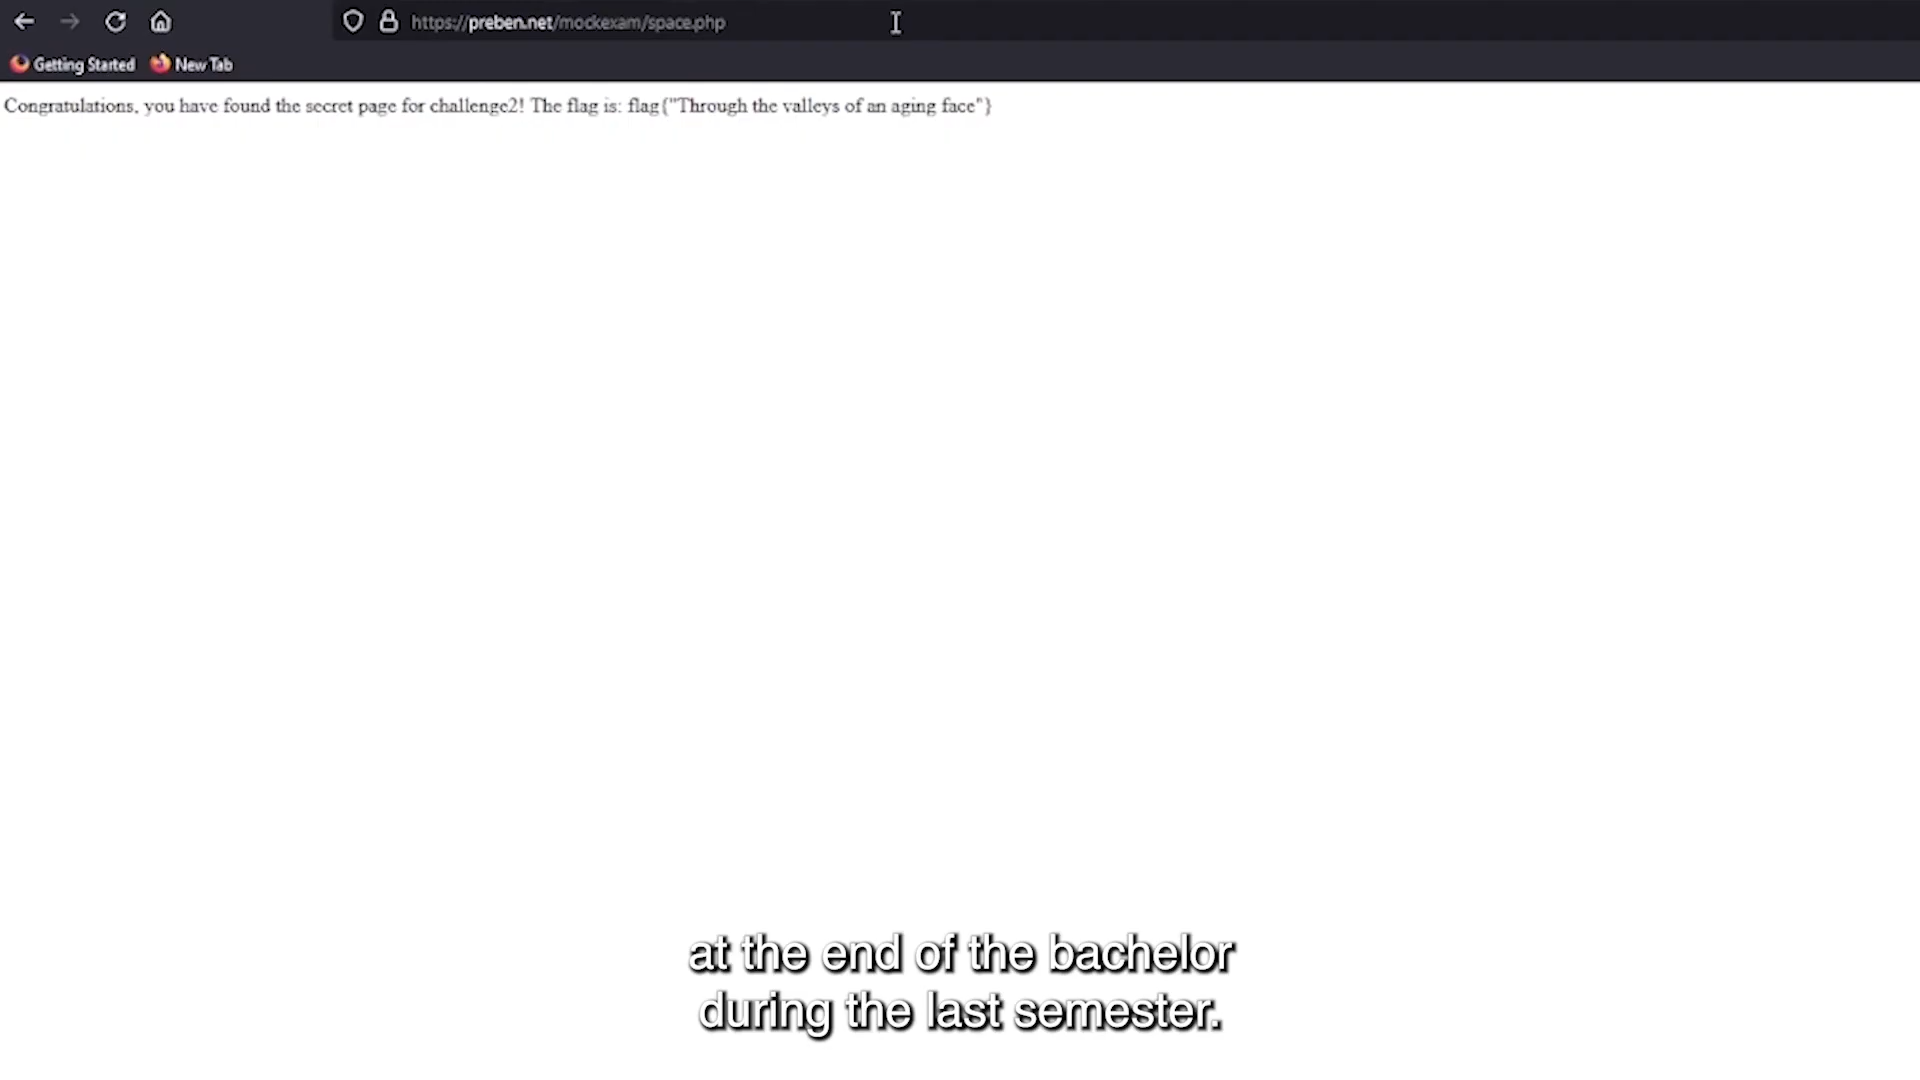 https://preben.net/mockexam/space.php
Getting Started New Tab
Congratulations, you have found the secret page for challenge2! The flag is: flag{"Through the valleys of an aging face"}
at the end of the bachelor
during the last semester.